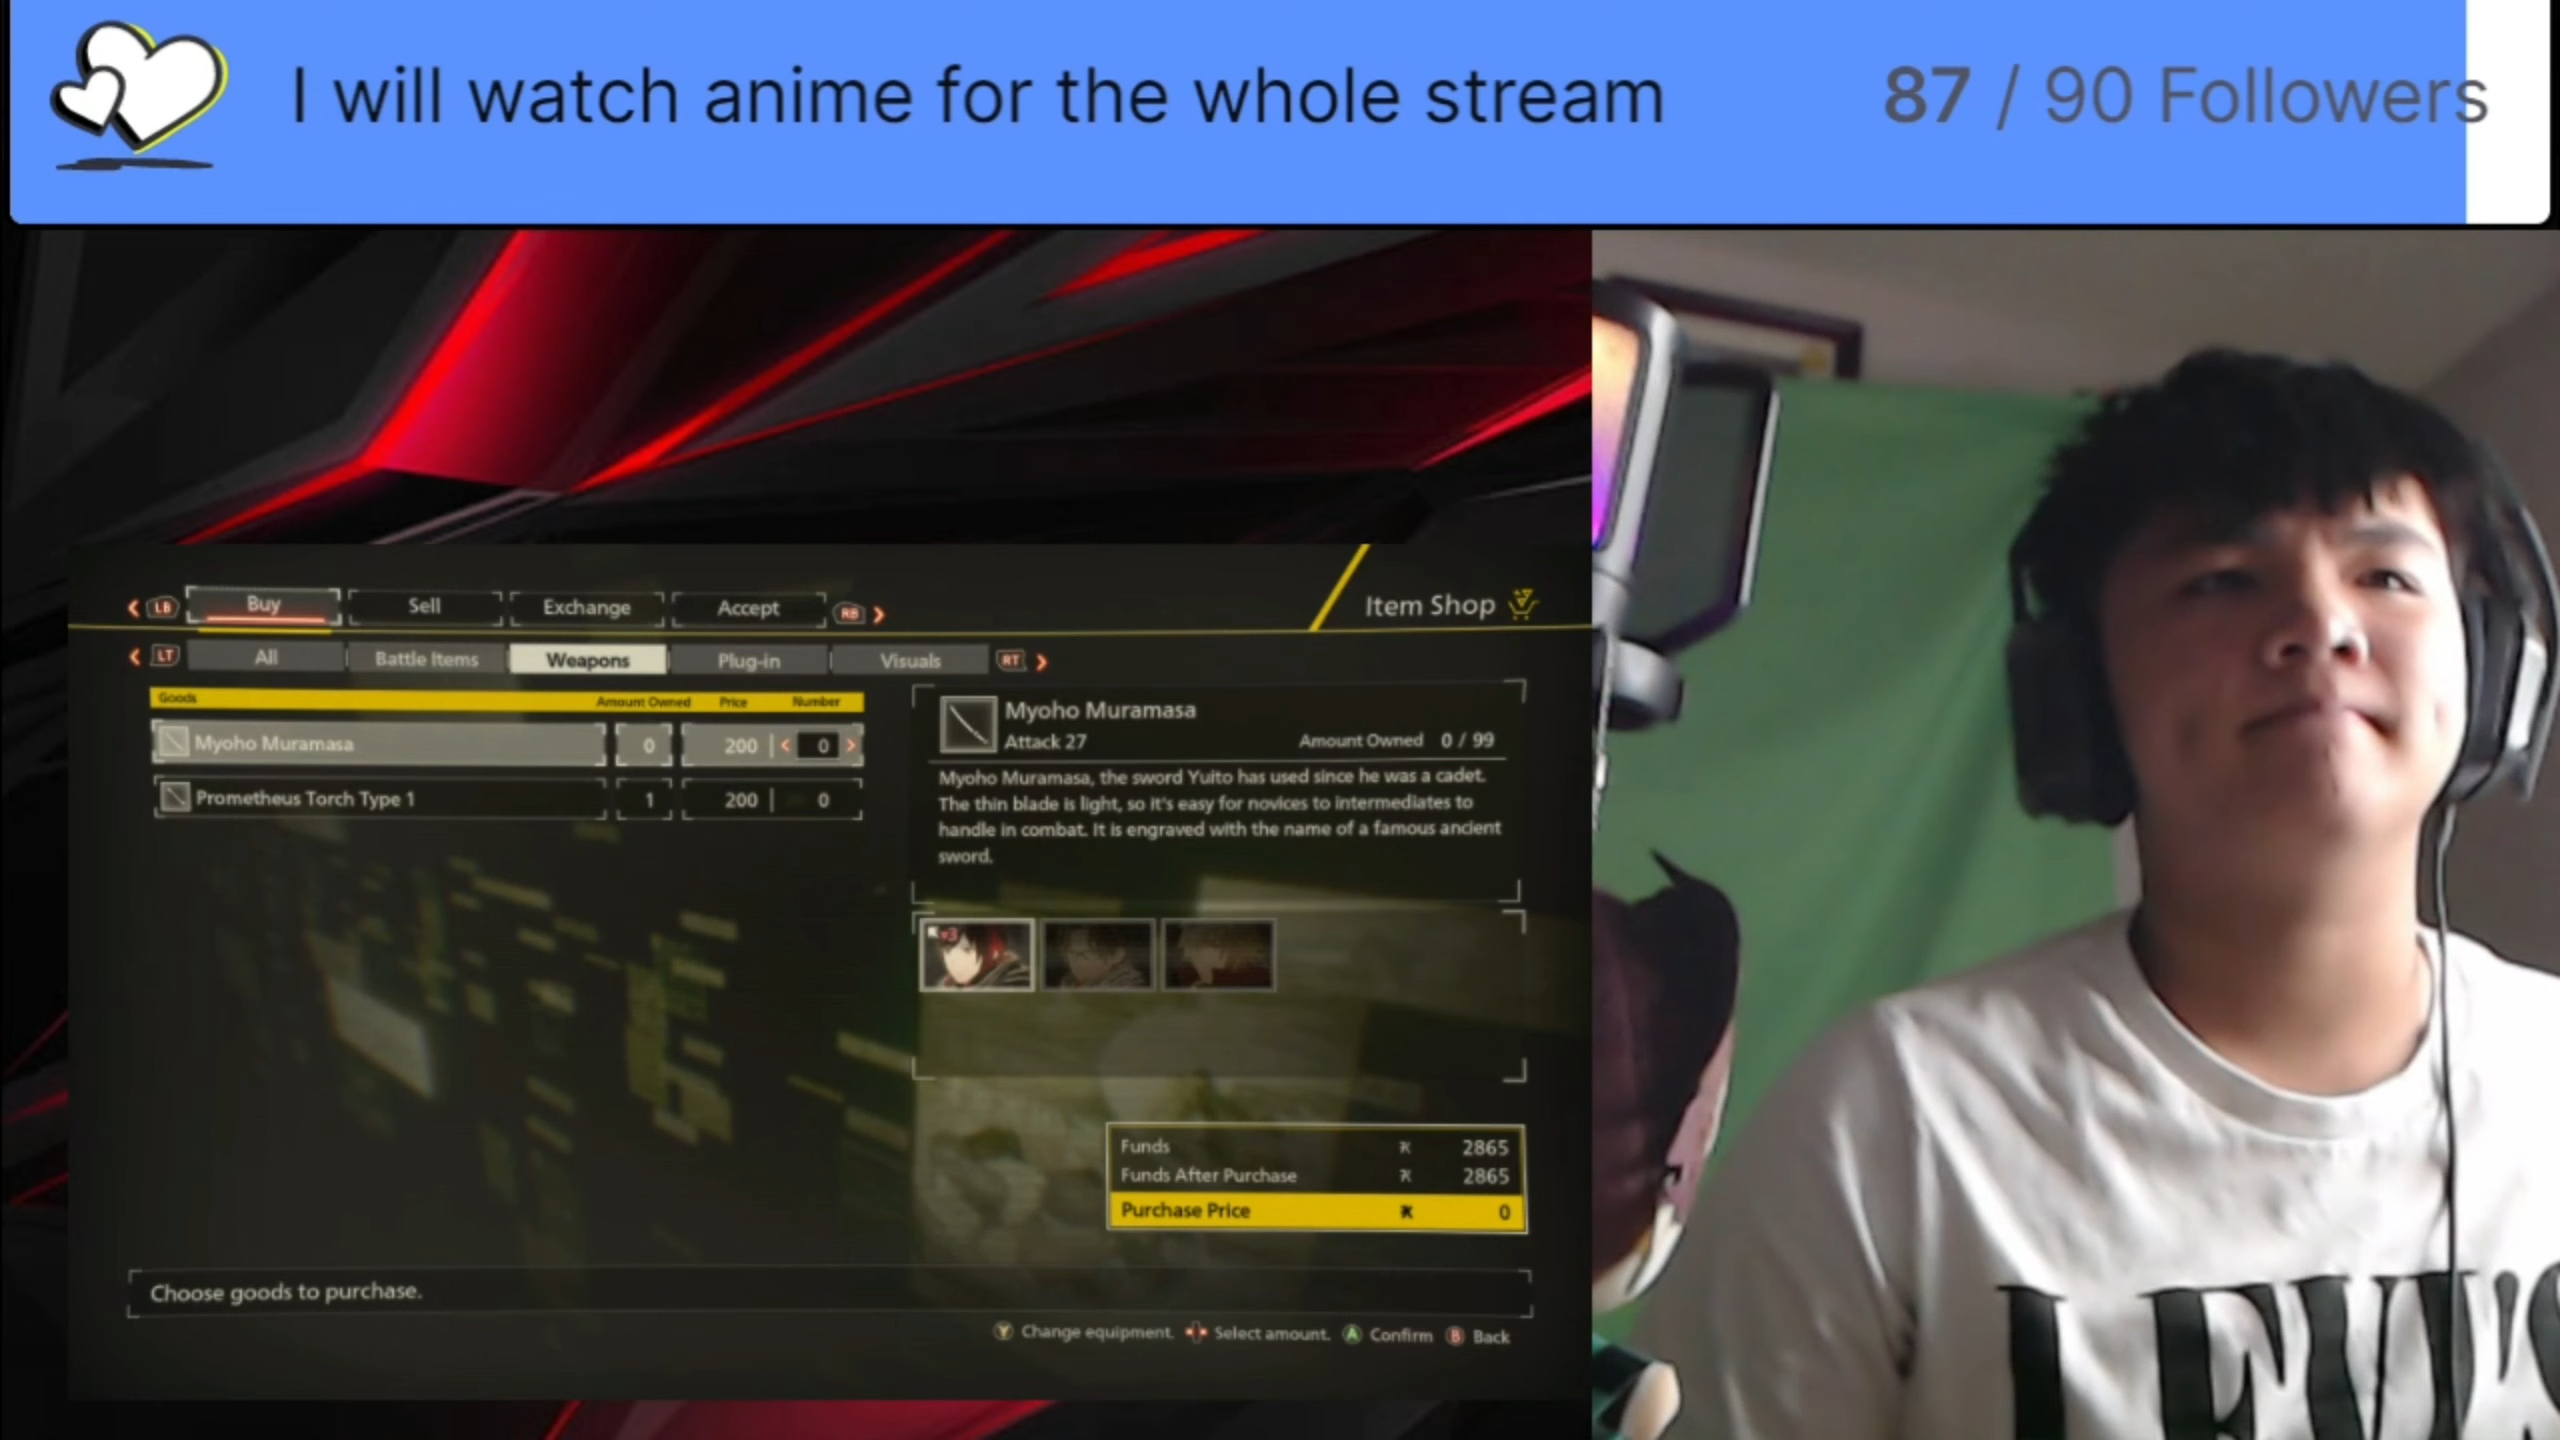 I will watch anime for the whole stream 87 / 90 Followers
LB Buy Sell Exchange Accept RB Item Shop
LT All Battle Items Weapons Plug-in Visuals RT
Goods Amount Owned Price Number
Myoho Muramasa 0 200 0
Prometheus Torch Type 1 1 200 0
Myoho Muramasa
Attack 27 Amount Owned 0 / 99
Myoho Muramasa, the sword Yuito has used since he was a cadet.
The thin blade is light, so it's easy for novices to intermediates to
handle in combat. It is engraved with the name of a famous ancient
sword.
Funds 2865
Funds After Purchase 2865
Purchase Price 0
Choose goods to purchase.
Y Change equipment. Select amount. A Confirm B Back
LEVI'S